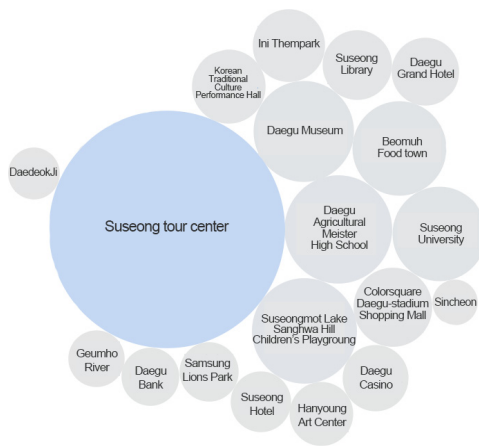 Ini Thempark
Suseong
Library
Daegu
Grand Hotel
Korean
Traditional
Culture
Performance Hall
Daegu Museum
Beomuh
Food town
DaedeokJi
Suseong tour center
Daegu
Agricultural
Meister
High School
Suseong
University
Colorsquare
Daegu-stadium
Shopping Mall
Sincheon
Suseongmot Lake
Sanghwa Hill
Children's Playgroung
Geumho
River
Daegu
Bank
Samsung
Lions Park
Suseong
Hotel
Hanyoung
Art Center
Daegu
Casino